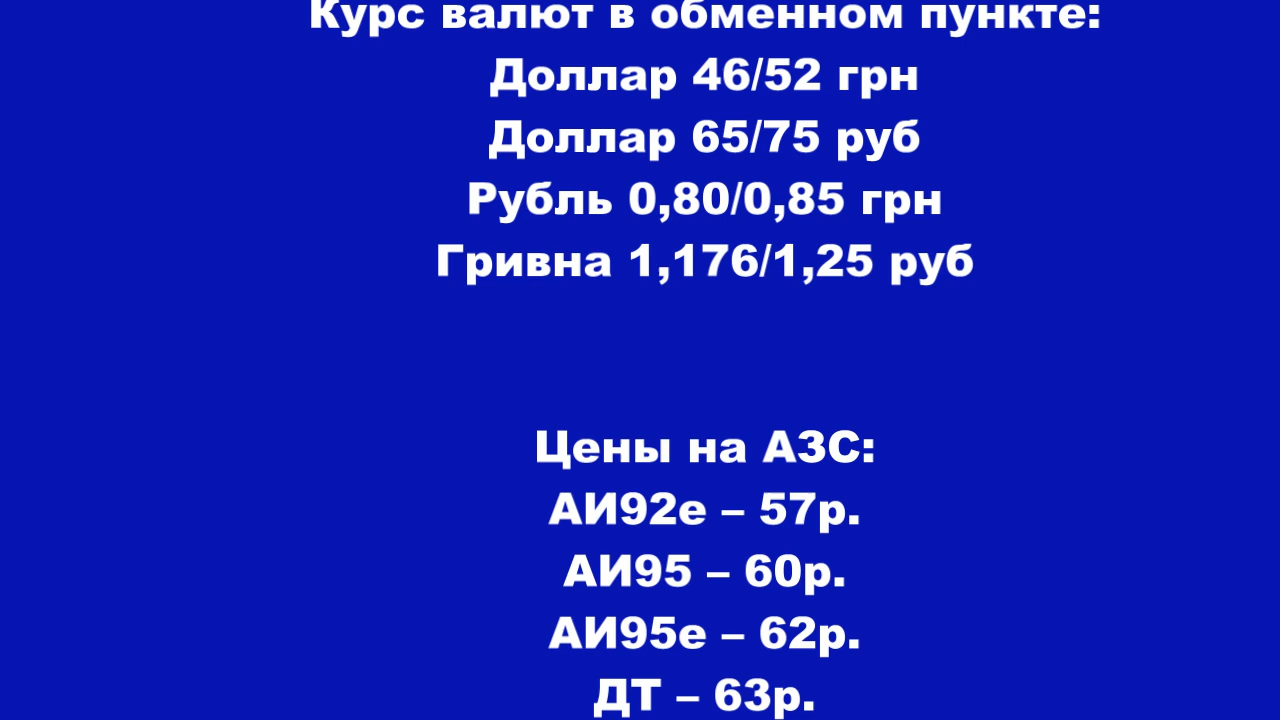 Курс валют в обменном пункте:
Доллар 46/52 грн
Доллар 65/75 руб
Рубль 0,80/0,85 грн
Гривна 1,176/1,25 руб
Цены на АЗС:
АИ92е – 57р.
АИ95 – 60р.
АИ95е – 62р.
ДТ – 63р.